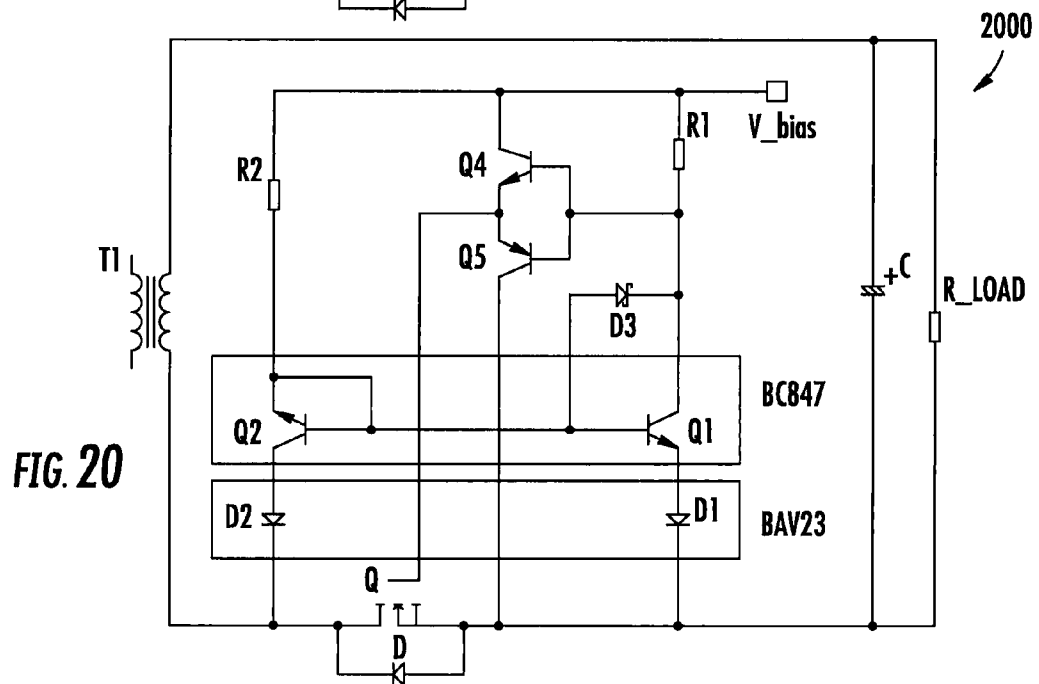 2000
V_bias
R1
R2
Q4
T1
Q5
+C
R_LOAD
D3
BC847
Q2
Q1
FIG. 20
D2
D1
BAV23
Q
D